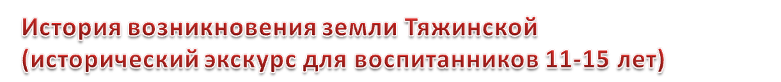 История возникновения земли Тяжинской
(исторический экскурс для воспитанников 11-15 лет)